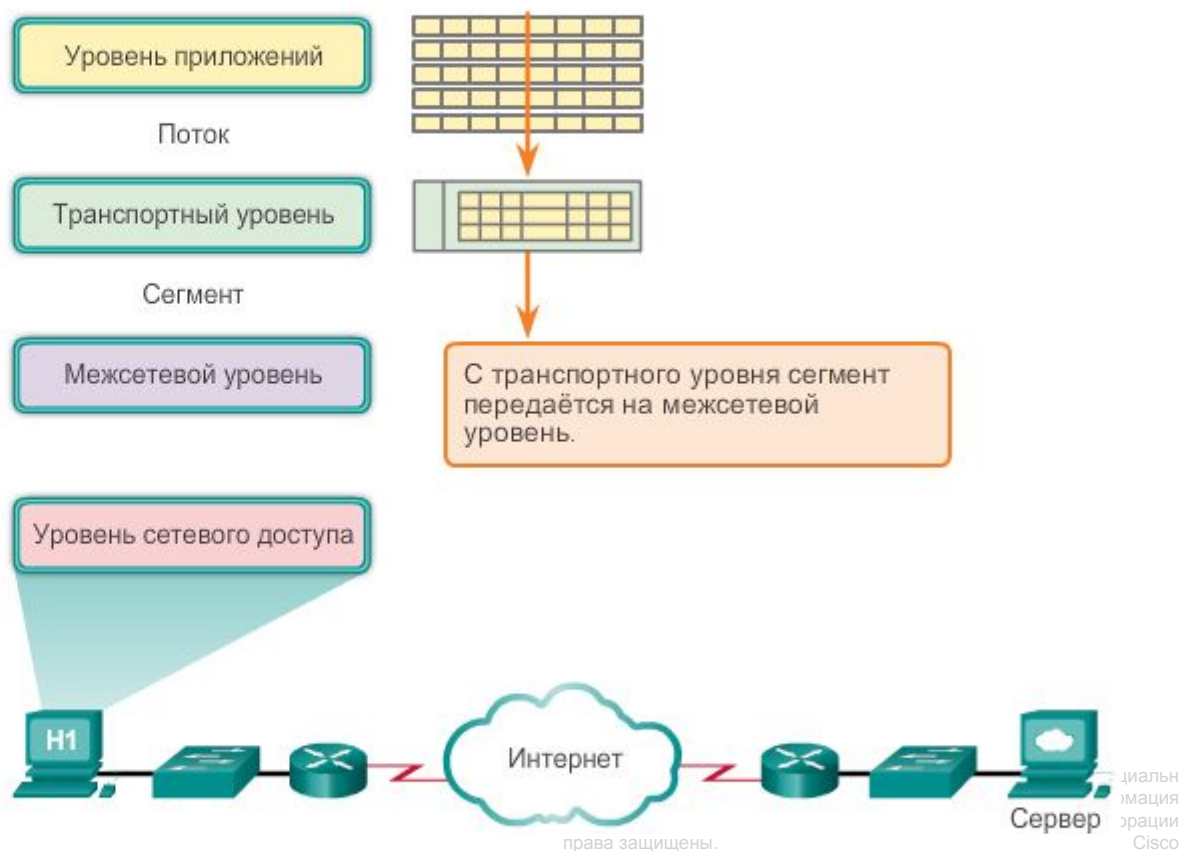 Уровень приложений
Поток
Транспортный уровень
Сегмент
Межсетевой уровень
С транспортного уровня сегмент
передаётся на межсетевой
уровень.
Уровень сетевого доступа
H1
Интернет
Сервер
права защищены.
Cisco